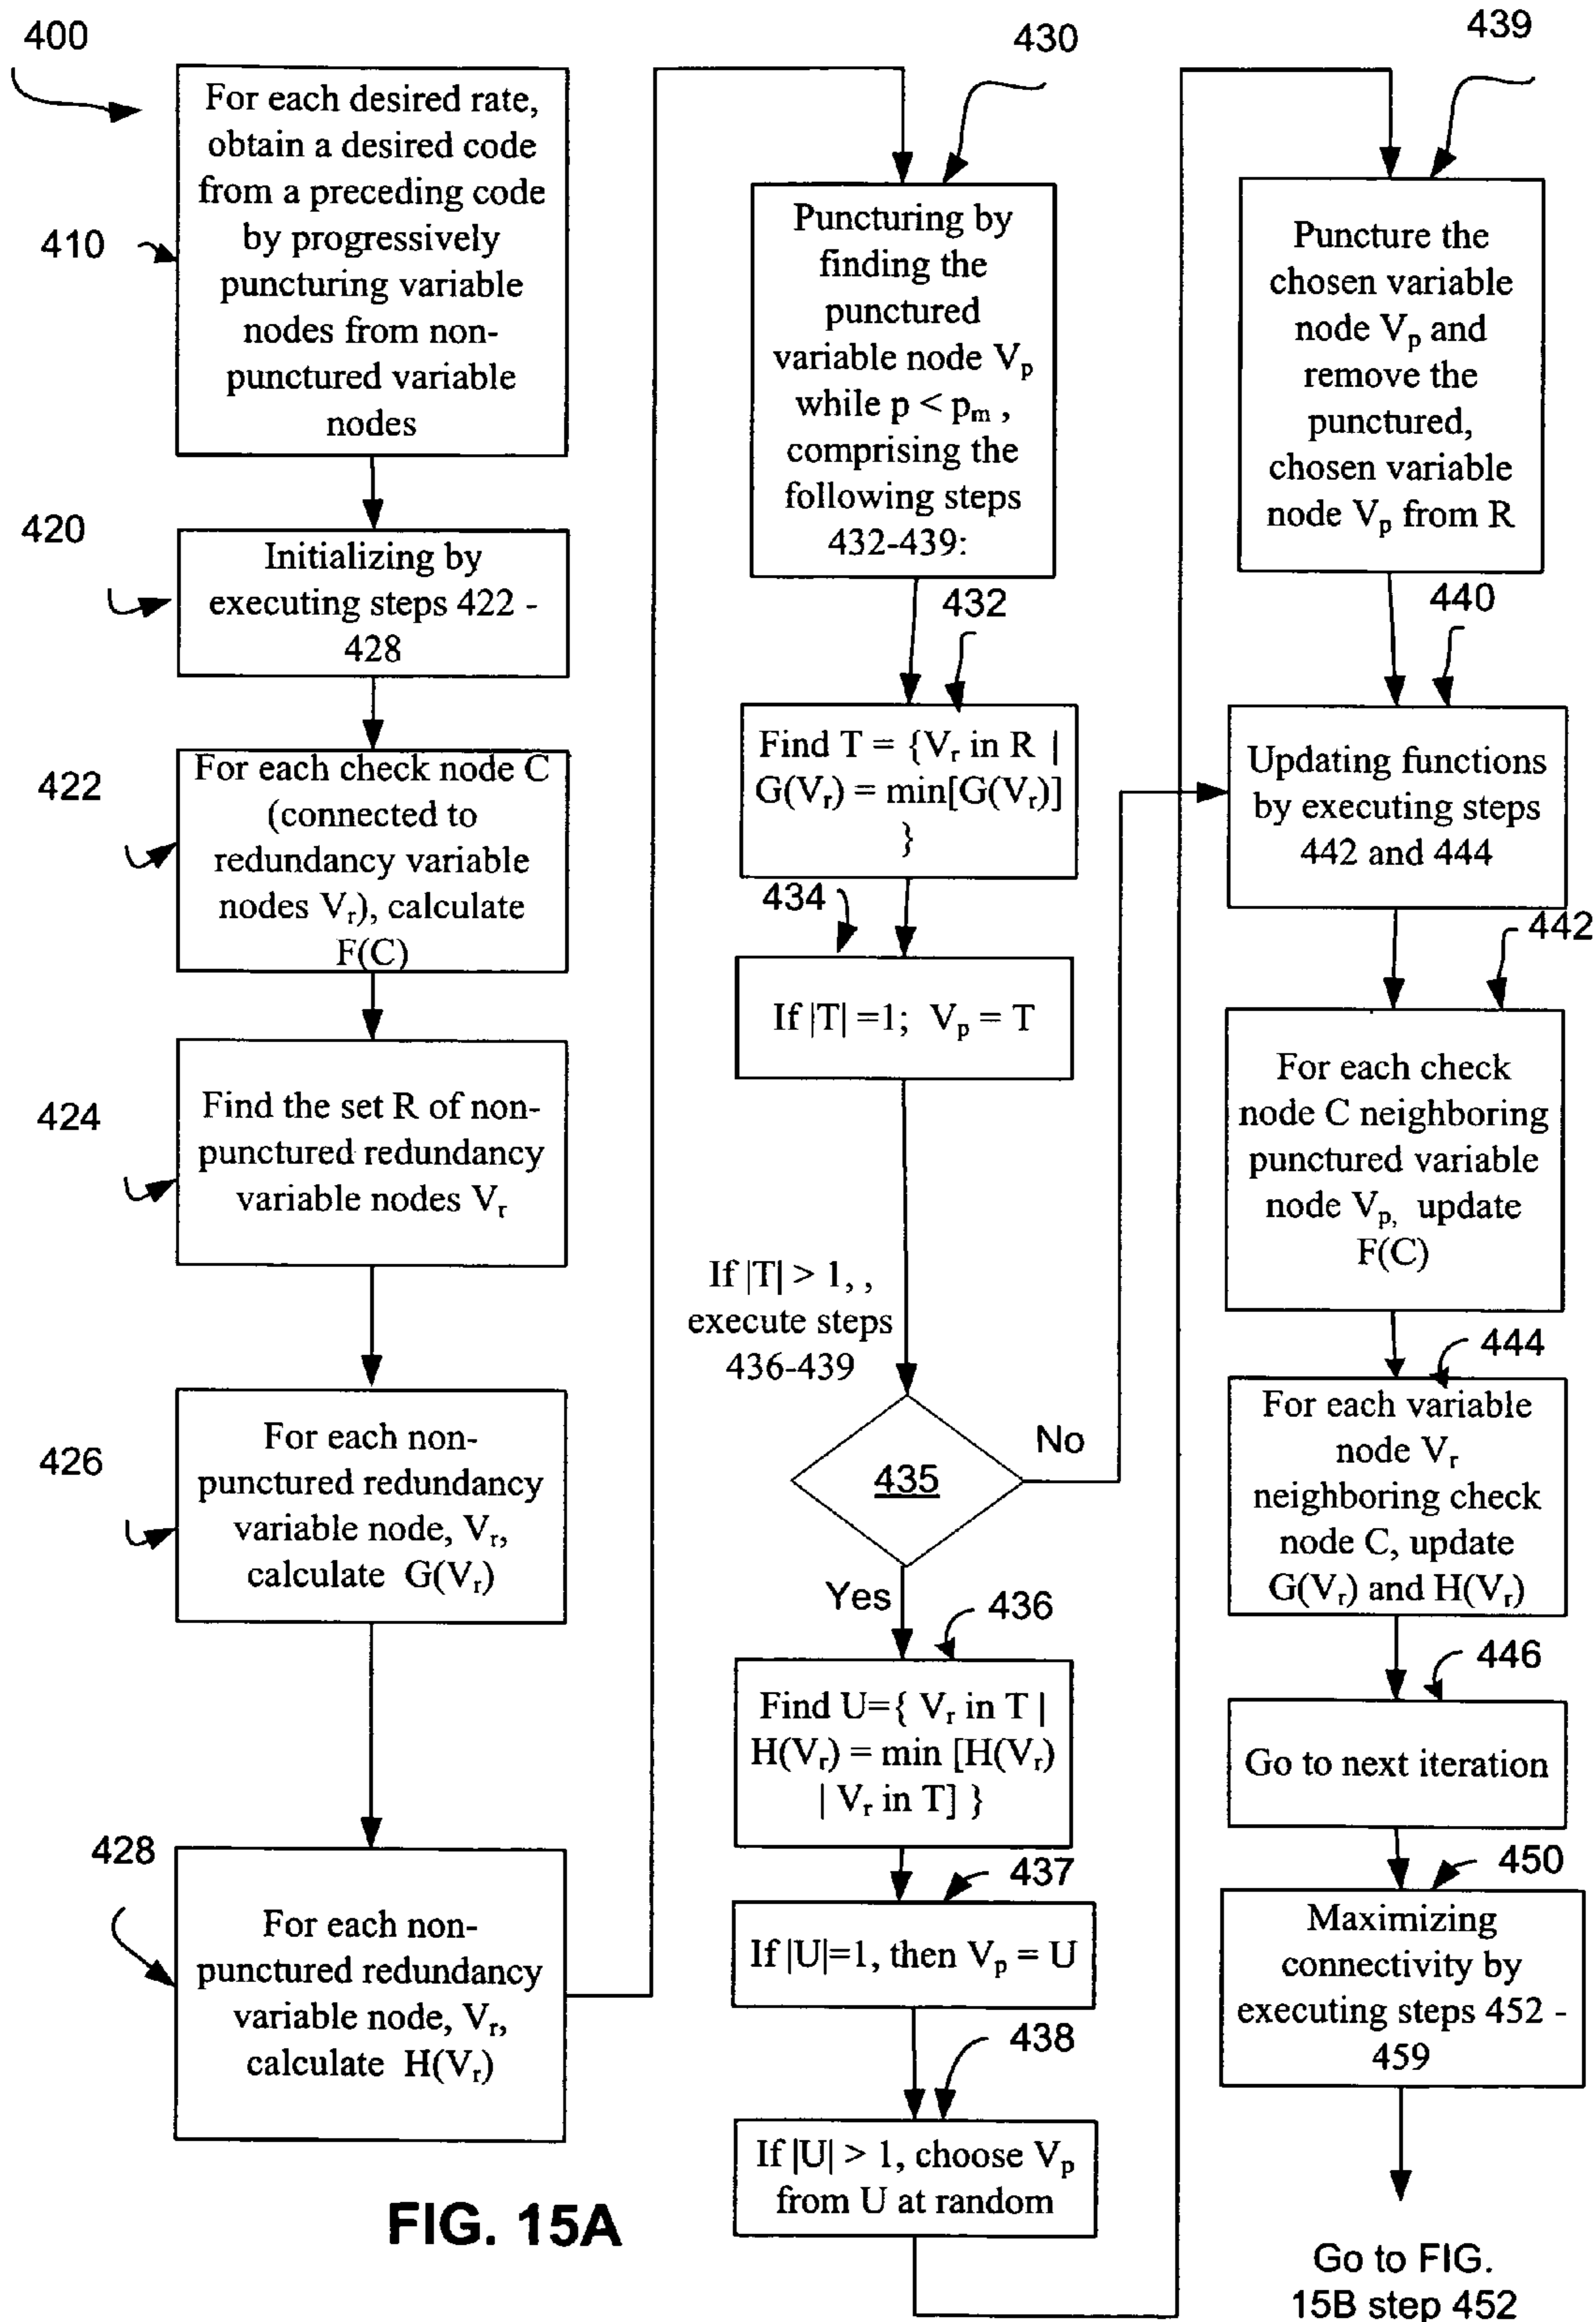 400
For each desired rate,
obtain a desired code
from a preceding code
by progressively
puncturing variable
nodes from non-
punctured variable
nodes
410
420
Initializing by
executing steps 422 -
428
422
For each check node C
(connected to
redundancy variable
nodes Vr), calculate
F(C)
424
Find the set R of non-
punctured redundancy
variable nodes Vr
426
For each non-
punctured redundancy
variable node, Vr,
calculate G(Vr)
428
For each non-
punctured redundancy
variable node, Vr,
calculate H(Vr)
430
Puncturing by
finding the
punctured
variable node Vp
while p < pm ,
comprising the
following steps
432-439:
432
Find T = {Vr in R |
G(Vr) = min[G(Vr)]
}
434
If |T| =1; Vp = T
If |T| > 1, ,
execute steps
436-439
435
No
Yes
436
Find U={ Vr in T |
H(Vr) = min [H(Vr)
| Vr in T] }
437
If |U|=1, then Vp = U
438
If |U| > 1, choose Vp
from U at random
439
Puncture the
chosen variable
node Vp and
remove the
punctured,
chosen variable
node Vp from R
440
Updating functions
by executing steps
442 and 444
442
For each check
node C neighboring
punctured variable
node Vp, update
F(C)
444
For each variable
node Vr
neighboring check
node C, update
G(Vr) and H(Vr)
446
Go to next iteration
450
Maximizing
connectivity by
executing steps 452 -
459
Go to FIG.
15B step 452
FIG. 15A